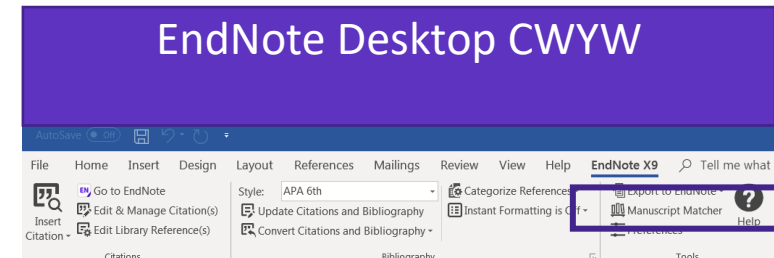 EndNote Desktop CWYW
AutoSave Off
File Home Insert Design Layout References Mailings Review View Help EndNote X9 Tell me what
Insert Citation
Go to EndNote
Edit & Manage Citation(s)
Edit Library Reference(s)
Citations
Style: APA 6th
Update Citations and Bibliography
Convert Citations and Bibliography
Categorize References
Instant Formatting is Off
Bibliography
Export to EndNote
Manuscript Matcher
Preferences
Help
Tools